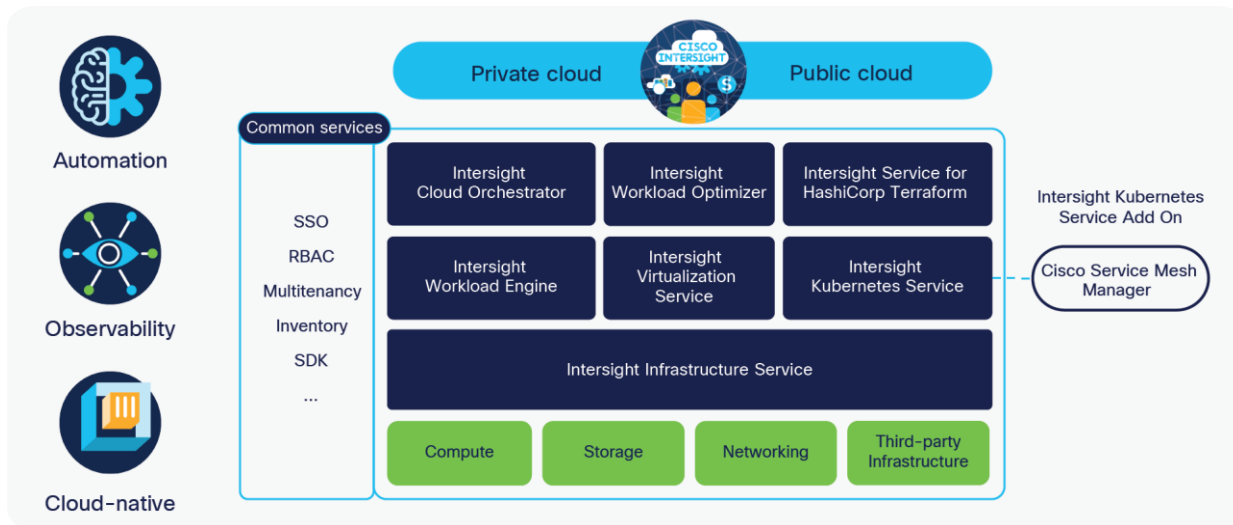 CISCO
INTERSIGHT
Private cloud
Public cloud
Automation
Observability
Cloud-native
Common services
SSO
RBAC
Multitenancy
Inventory
SDK
...
Intersight
Cloud Orchestrator
Intersight
Workload Optimizer
Intersight Service for
HashiCorp Terraform
Intersight
Workload Engine
Intersight
Virtualization
Service
Intersight
Kubernetes Service
Intersight Infrastructure Service
Compute
Storage
Networking
Third-party
Infrastructure
Intersight Kubernetes
Service Add On
Cisco Service Mesh
Manager